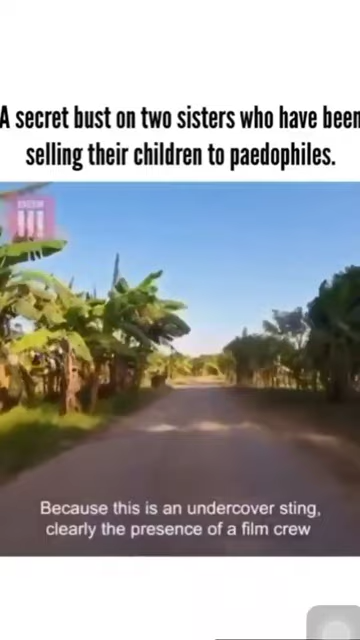 A secret bust on two sisters who have been
selling their children to paedophiles.
Because this is an undercover sting,
clearly the presence of a film crew